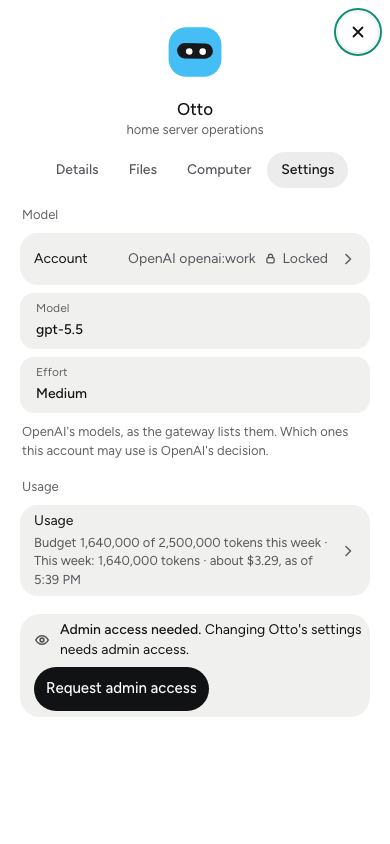 Otto
home server operations
Details Files Computer Settings
Model
Account OpenAI openai:work Locked
Model
gpt-5.5
Effort
Medium
OpenAI's models, as the gateway lists them. Which ones
this account may use is OpenAI's decision.
Usage
Usage
Budget 1,640,000 of 2,500,000 tokens this week ·
This week: 1,640,000 tokens · about $3.29, as of
5:39 PM
Admin access needed. Changing Otto's settings
needs admin access.
Request admin access